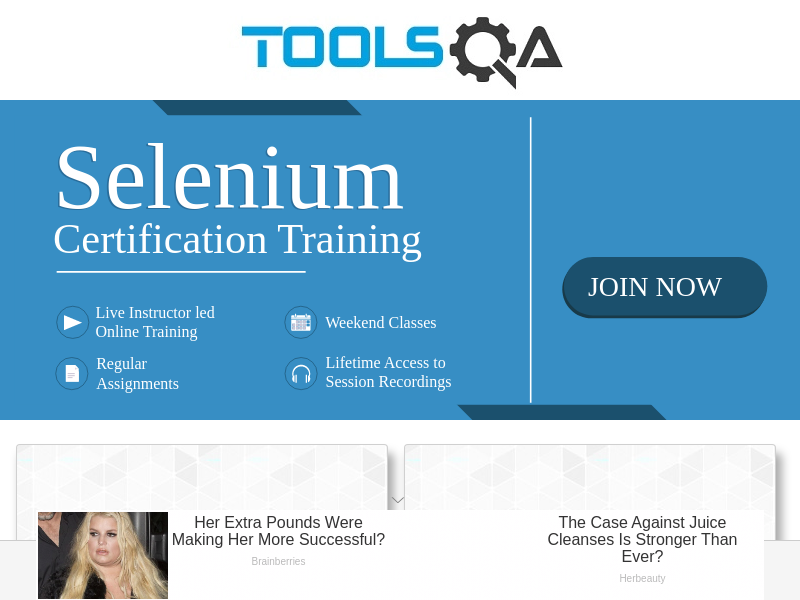 TOOLSQA
Selenium
Certification Training
JOIN NOW
Live Instructor led
Online Training
Weekend Classes
Regular
Assignments
Lifetime Access to
Session Recordings
Her Extra Pounds Were
Making Her More Successful?
Brainberries
The Case Against Juice
Cleanses Is Stronger Than
Ever?
Herbeauty